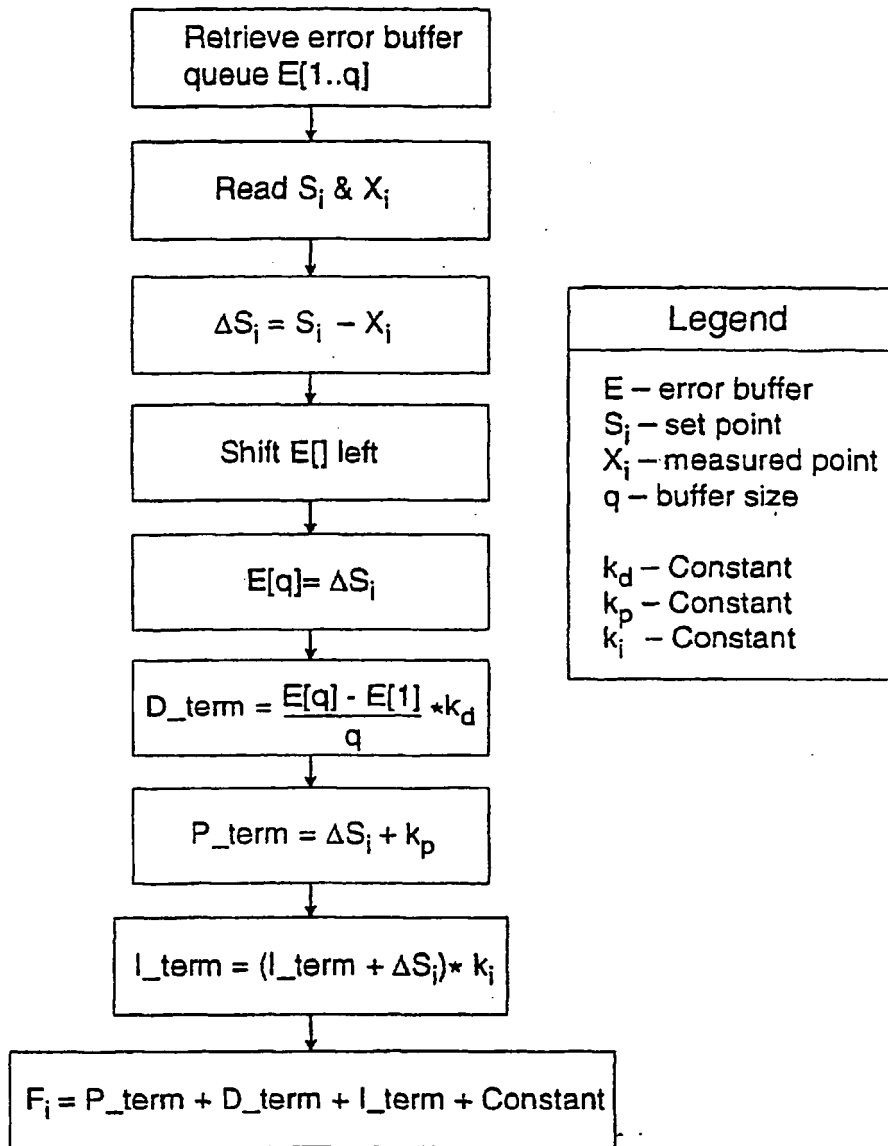 Retrieve error buffer
queue E[1..q]
Read Sᵢ & Xᵢ
ΔSᵢ = Sᵢ − Xᵢ
Shift E[] left
E[q]= ΔSᵢ
D_term = E[q] - E[1] / q *k_d
P_term = ΔSᵢ + kₚ
I_term = (I_term + ΔSᵢ)* kᵢ
Fᵢ = P_term + D_term + I_term + Constant
Legend
E – error buffer
Sᵢ – set point
Xᵢ – measured point
q – buffer size
k_d – Constant
kₚ – Constant
kᵢ – Constant